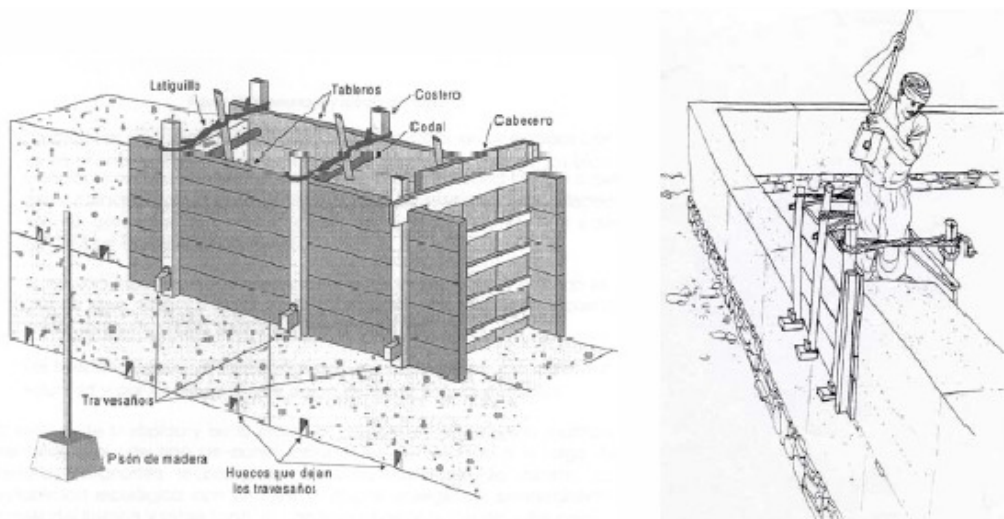 Latiguillo
Tableros
Costero
Codal
Cabecero
Travesaños
Pisón de madera
Huecos que dejan
los travesaños